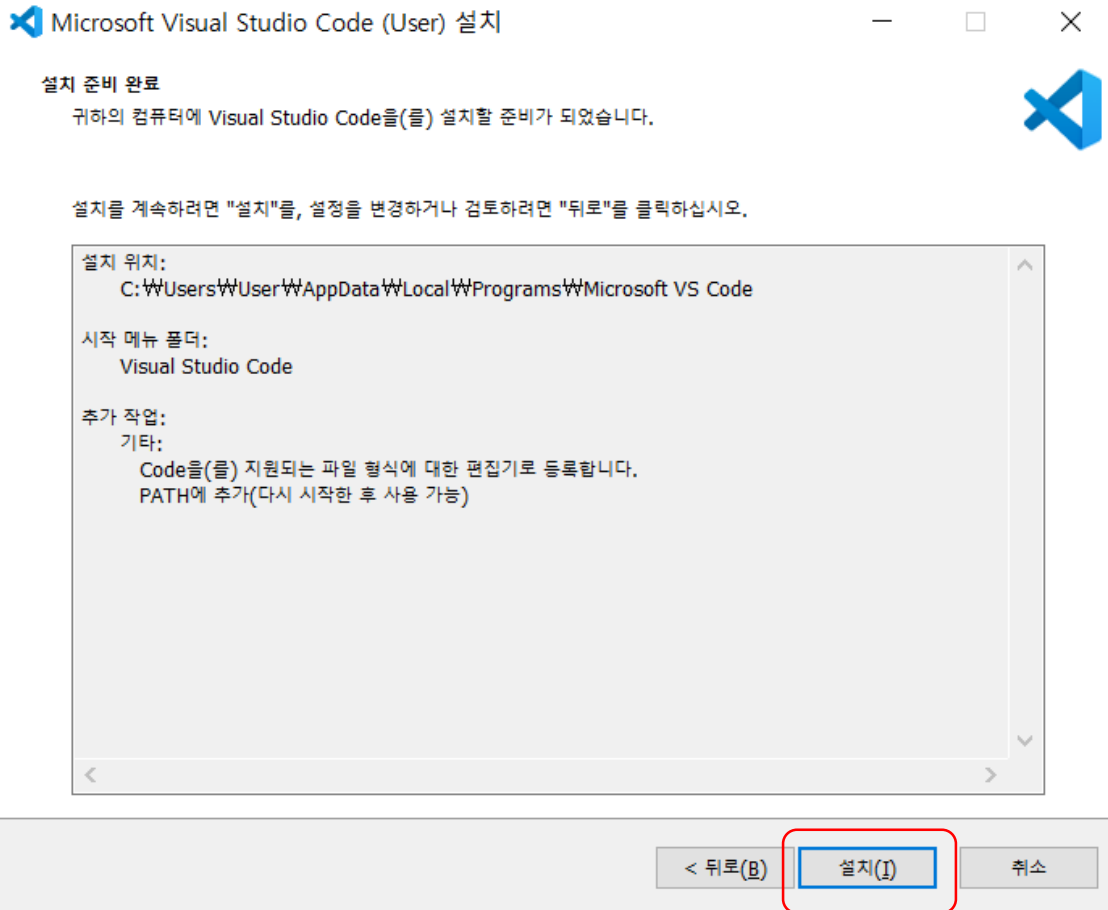 Microsoft Visual Studio Code (User) 설치
설치 준비 완료
귀하의 컴퓨터에 Visual Studio Code을(를) 설치할 준비가 되었습니다.
설치를 계속하려면 "설치"를, 설정을 변경하거나 검토하려면 "뒤로"를 클릭하십시오.
설치 위치:
C:₩Users₩User₩AppData₩Local₩Programs₩Microsoft VS Code
시작 메뉴 폴더:
Visual Studio Code
추가 작업:
기타:
Code을(를) 지원되는 파일 형식에 대한 편집기로 등록합니다.
PATH에 추가(다시 시작한 후 사용 가능)
< 뒤로(B) 설치(I) 취소